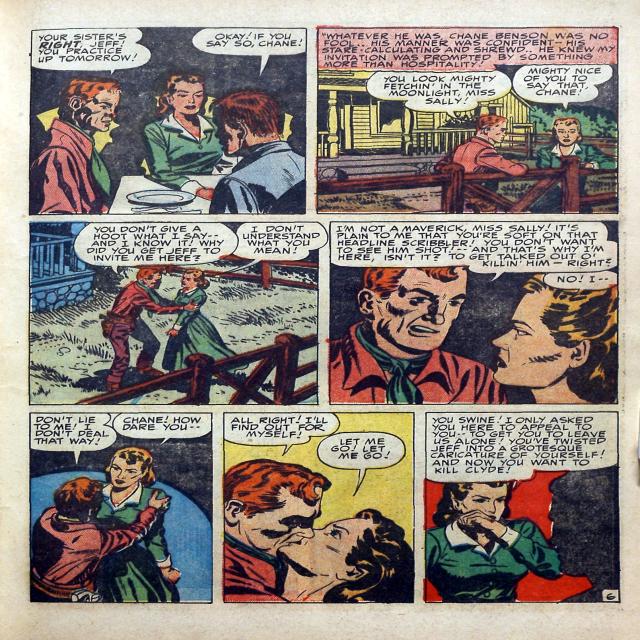 YOUR SISTER'S
RIGHT, JEFF!
YOU PRACTICE
UP TOMORROW!
OKAY! IF YOU
SAY SO, CHANE!
"WHATEVER HE WAS, CHANE BENSON WAS NO
FOOL... HIS MANNER WAS CONFIDENT-- HIS
STARE CALCULATING AND SHREWD... HE KNEW MY
INVITATION WAS PROMPTED BY SOMETHING
MORE THAN HOSPITALITY!"
YOU LOOK MIGHTY
FETCHIN' IN THE
MOONLIGHT, MISS
SALLY!
MIGHTY NICE
OF YOU TO
SAY THAT,
CHANE!
YOU DON'T GIVE A
HOOT WHAT I SAY--
AND I KNOW IT! WHY
DID YOU GET JEFF TO
INVITE ME HERE?
I DON'T
UNDERSTAND
WHAT YOU
MEAN!
I'M NOT A MAVERICK, MISS SALLY! IT'S
PLAIN TO ME THAT YOU'RE SOFT ON THAT
HEADLINE SCRIBBLER! YOU DON'T WANT
TO SEE HIM SHOT-- AND THAT'S WHY I'M
HERE, ISN'T IT? TO GET TALKED OUT O'
KILLIN' HIM-- RIGHT?
NO! I--
DON'T LIE
TO ME! I
DON'T DEAL
THAT WAY!
CHANE! HOW
DARE YOU--
ALL RIGHT! I'LL
FIND OUT FOR
MYSELF!
LET ME
GO! LET
ME GO!
YOU SWINE! I ONLY ASKED
YOU HERE TO APPEAL TO
YOU-- TO GET YOU TO LEAVE
US ALONE! YOU'VE TWISTED
JEFF INTO A GROTESQUE
CARICATURE OF YOURSELF!
AND NOW YOU WANT TO
KILL CLYDE!
6